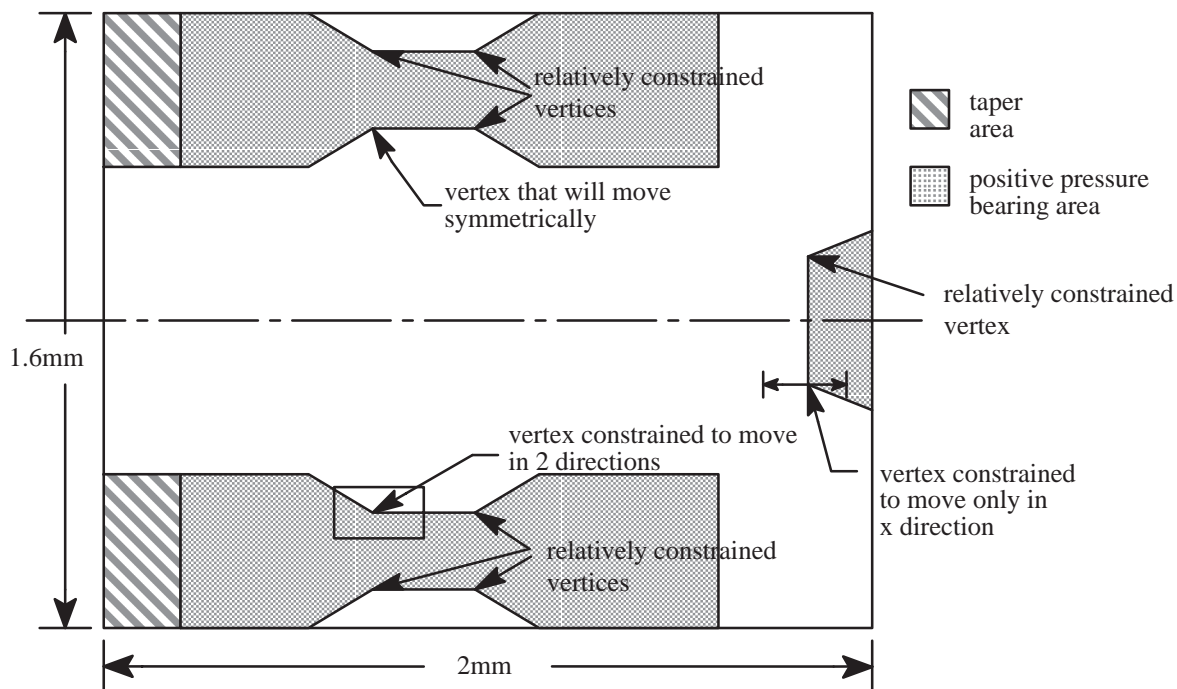 relatively constrained
vertices
taper
area
positive pressure
bearing area
vertex that will move
symmetrically
relatively constrained
vertex
1.6mm
vertex constrained to move
in 2 directions
vertex constrained
to move only in
x direction
relatively constrained
vertices
2mm